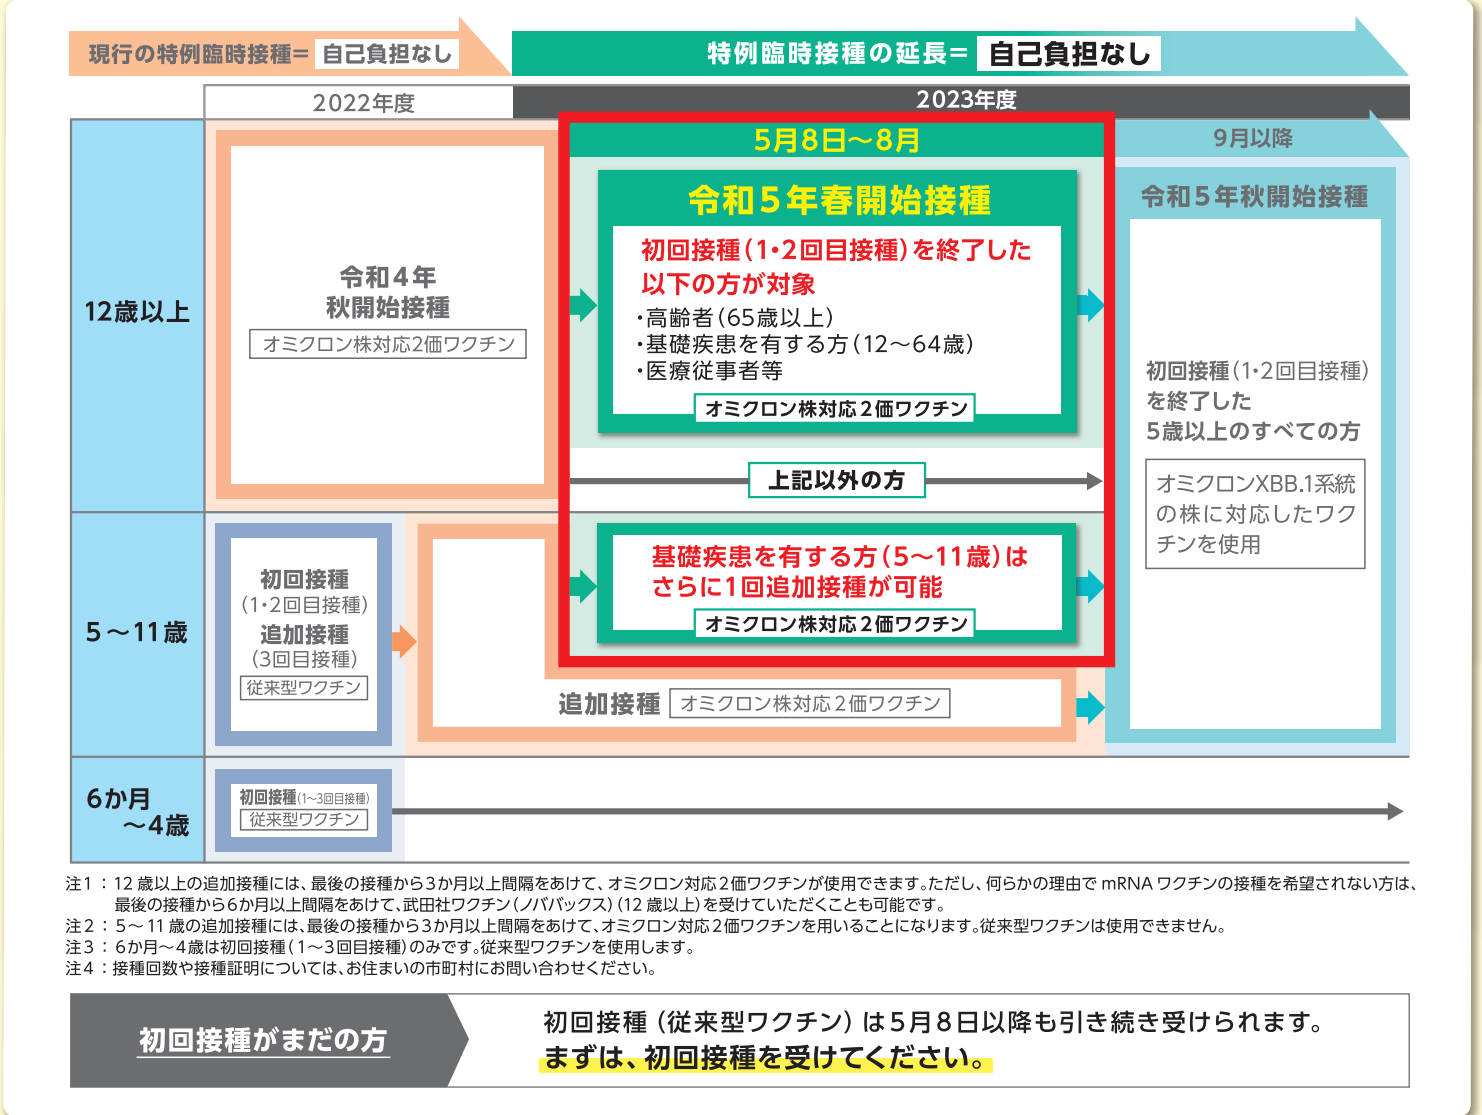 現行の特例臨時接種= 自己負担なし
特例臨時接種の延長= 自己負担なし
2022年度
2023年度
5月8日〜8月
9月以降
12歳以上
令和4年
秋開始接種
オミクロン株対応2価ワクチン
令和5年春開始接種
初回接種(1・2回目接種)を終了した
以下の方が対象
・高齢者(65歳以上)
・基礎疾患を有する方(12〜64歳)
・医療従事者等
オミクロン株対応2価ワクチン
上記以外の方
令和5年秋開始接種
初回接種(1・2回目接種)
を終了した
5歳以上のすべての方
オミクロンXBB.1系統
の株に対応したワク
チンを使用
5〜11歳
初回接種
(1・2回目接種)
追加接種
(3回目接種)
従来型ワクチン
基礎疾患を有する方(5〜11歳)は
さらに1回追加接種が可能
オミクロン株対応2価ワクチン
追加接種 オミクロン株対応2価ワクチン
6か月
〜4歳
初回接種(1〜3回目接種)
従来型ワクチン
注1:12歳以上の追加接種には、最後の接種から3か月以上間隔をあけて、オミクロン対応2価ワクチンが使用できます。ただし、何らかの理由でmRNAワクチンの接種を希望されない方は、
最後の接種から6か月以上間隔をあけて、武田社ワクチン(ノババックス)(12歳以上)を受けていただくことも可能です。
注2:5〜11歳の追加接種には、最後の接種から3か月以上間隔をあけて、オミクロン対応2価ワクチンを用いることになります。従来型ワクチンは使用できません。
注3:6か月〜4歳は初回接種(1〜3回目接種)のみです。従来型ワクチンを使用します。
注4:接種回数や接種証明については、お住まいの市町村にお問い合わせください。
初回接種がまだの方
初回接種(従来型ワクチン)は5月8日以降も引き続き受けられます。
まずは、初回接種を受けてください。